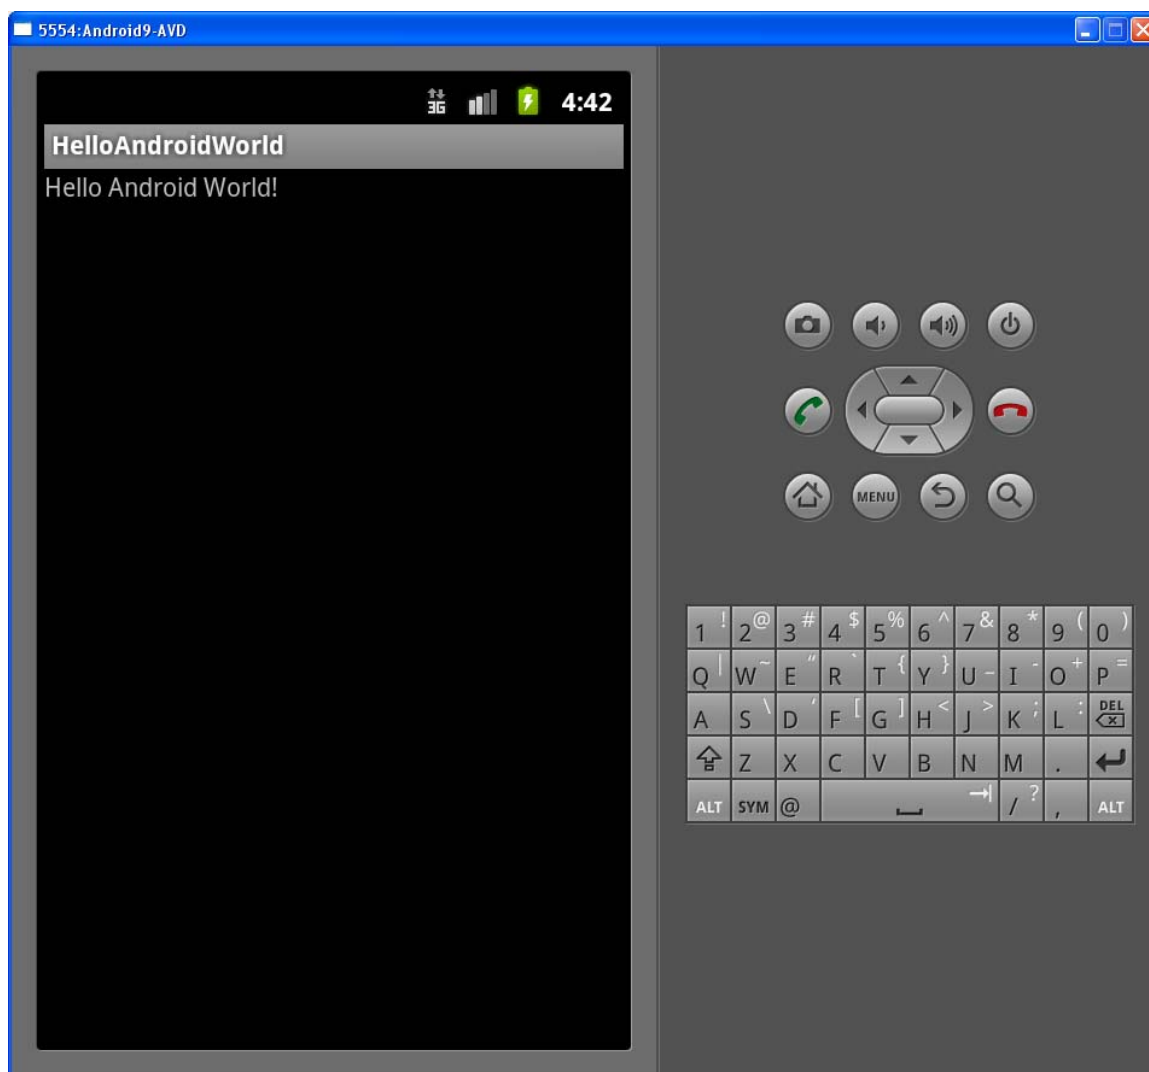 5554:Android9-AVD
3G 4:42
HelloAndroidWorld
Hello Android World!
MENU
1 ! 2 @ 3 # 4 $ 5 % 6 ^ 7 & 8 * 9 ( 0 )
Q | W ~ E " R ` T { Y } U _ I - O + P =
A S \ D ' F [ G ] H < J > K ; L : DEL
Z X C V B N M .
ALT SYM @ / ? , ALT